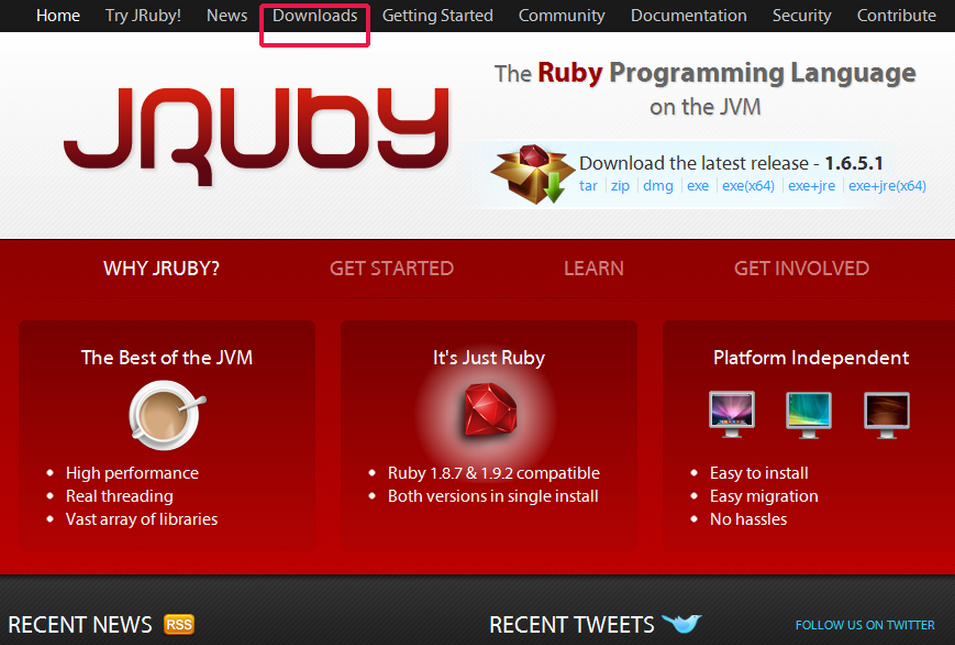 Home Try JRuby! News Downloads Getting Started Community Documentation Security Contribute
JRUBY
The Ruby Programming Language
on the JVM
Download the latest release - 1.6.5.1
tar zip dmg exe exe(x64) exe+jre exe+jre(x64)
WHY JRUBY? GET STARTED LEARN GET INVOLVED
The Best of the JVM
High performance
Real threading
Vast array of libraries
It's Just Ruby
Ruby 1.8.7 & 1.9.2 compatible
Both versions in single install
Platform Independent
Easy to install
Easy migration
No hassles
RECENT NEWS RSS
RECENT TWEETS
FOLLOW US ON TWITTER